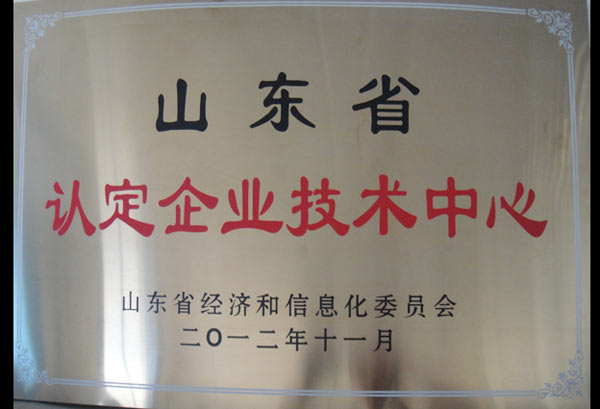 山东省
认定企业技术中心
山东省经济和信息化委员会
二〇一二年十一月